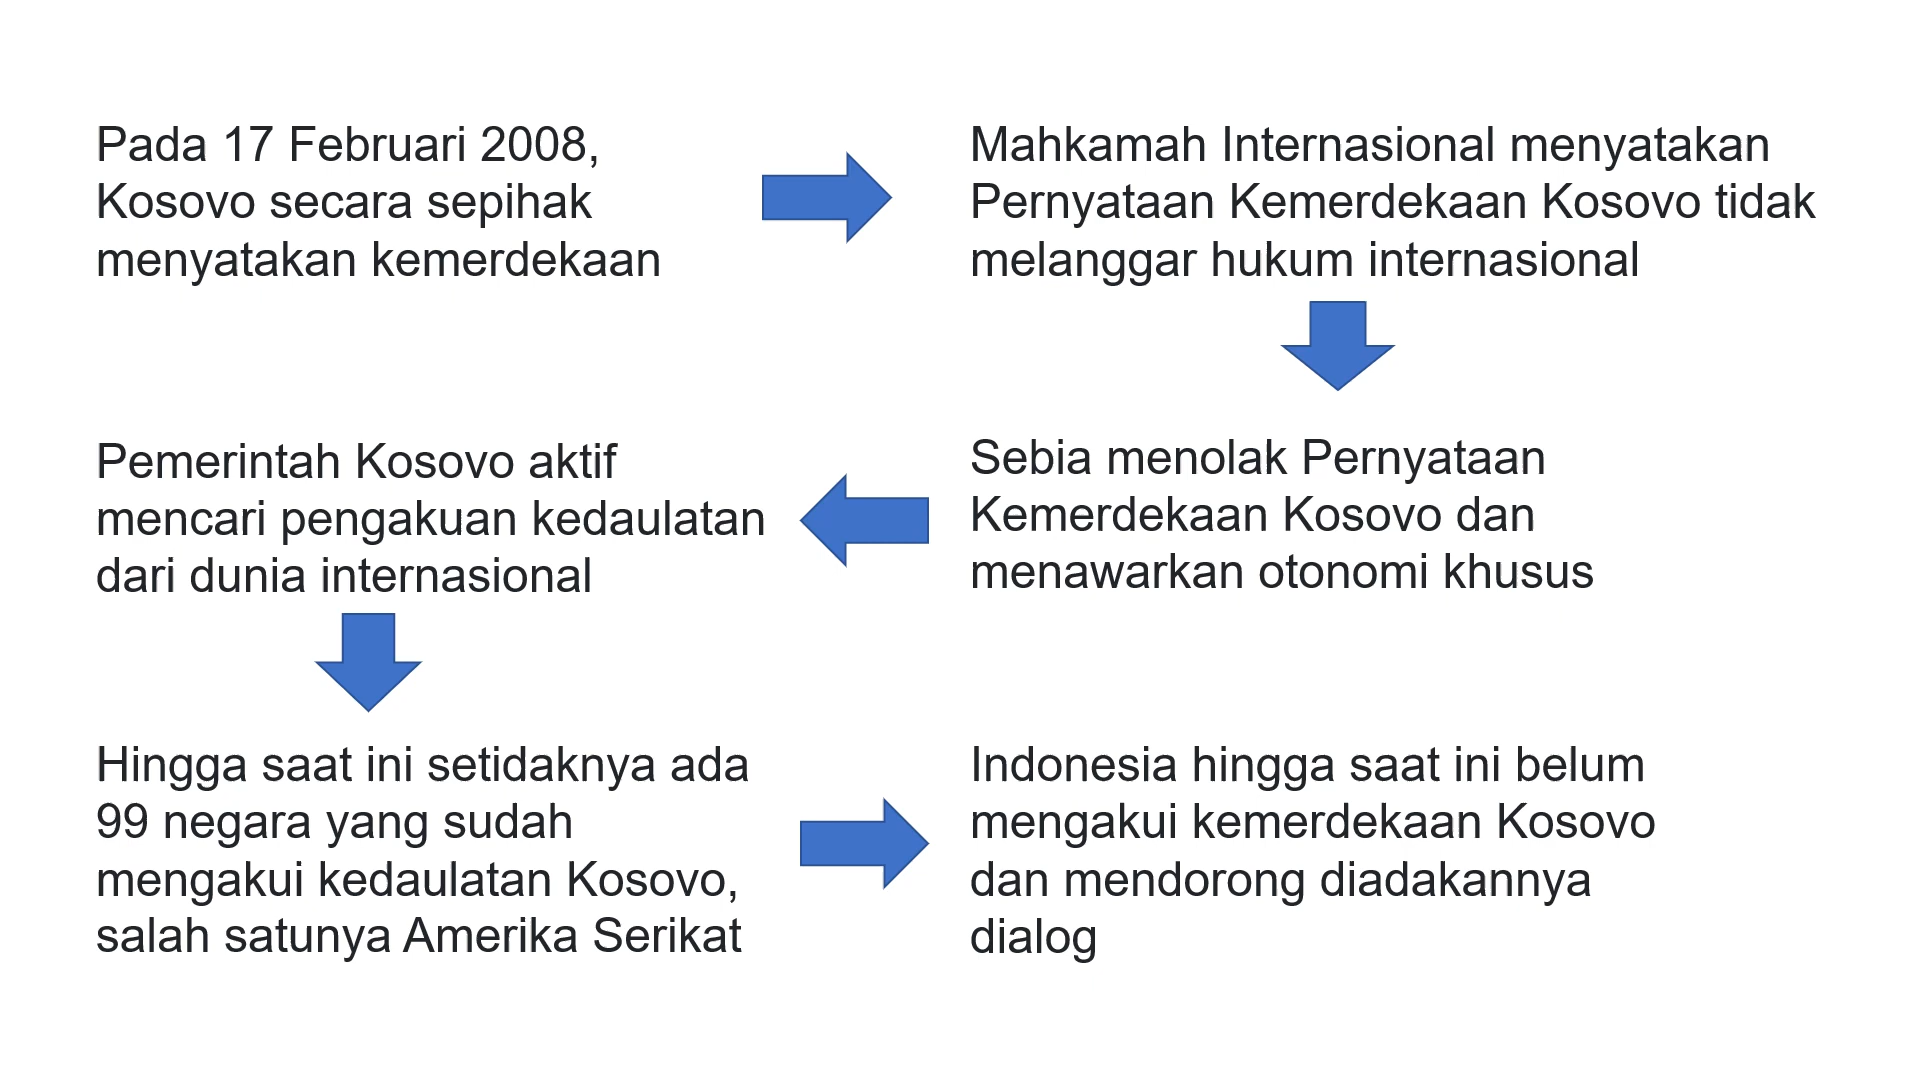 Pada 17 Februari 2008,
Kosovo secara sepihak
menyatakan kemerdekaan
Mahkamah Internasional menyatakan
Pernyataan Kemerdekaan Kosovo tidak
melanggar hukum internasional
Sebia menolak Pernyataan
Kemerdekaan Kosovo dan
menawarkan otonomi khusus
Pemerintah Kosovo aktif
mencari pengakuan kedaulatan
dari dunia internasional
Hingga saat ini setidaknya ada
99 negara yang sudah
mengakui kedaulatan Kosovo,
salah satunya Amerika Serikat
Indonesia hingga saat ini belum
mengakui kemerdekaan Kosovo
dan mendorong diadakannya
dialog